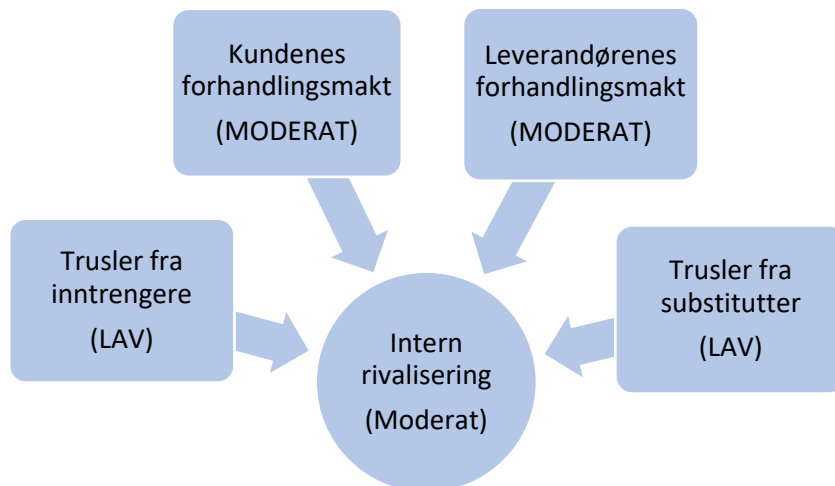 Kundenes
forhandlingsmakt
(MODERAT)
Leverandørenes
forhandlingsmakt
(MODERAT)
Trusler fra
inntrengere
(LAV)
Trusler fra
substitutter
(LAV)
Intern
rivalisering
(Moderat)